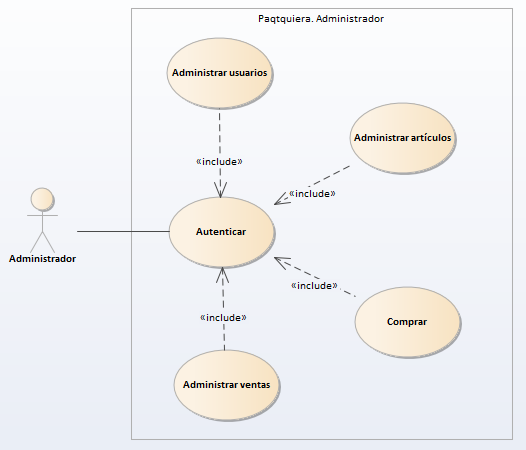 Paqtquiera. Administrador
Administrar usuarios
Administrar artículos
«include»
«include»
Autenticar
Administrador
«include»
«include»
Comprar
Administrar ventas